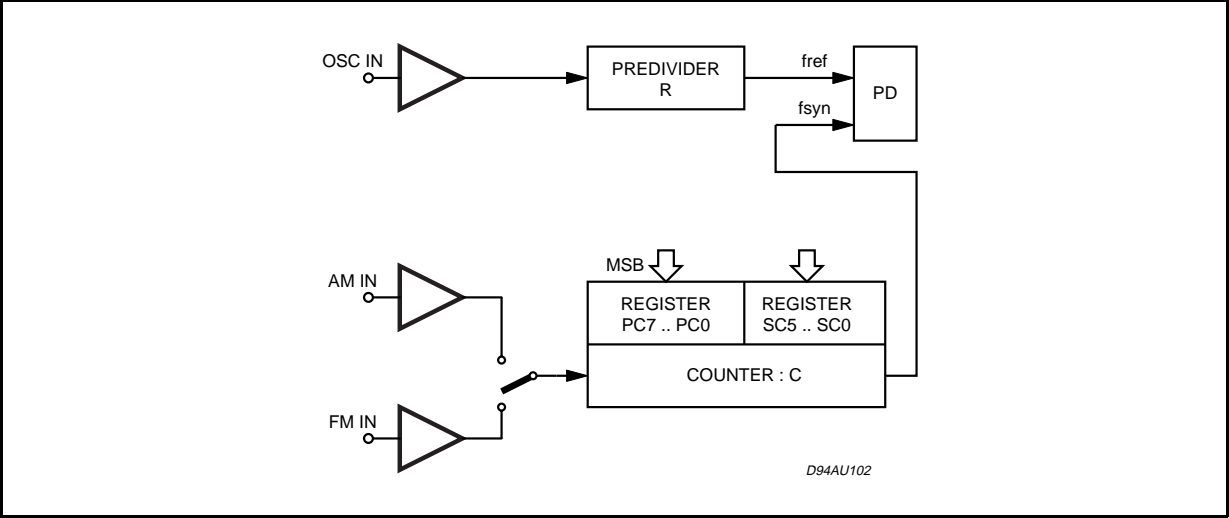 OSC IN
PREDIVIDER
R
fref
fsyn
PD
AM IN
MSB
REGISTER
PC7 .. PC0
REGISTER
SC5 .. SC0
COUNTER : C
FM IN
D94AU102